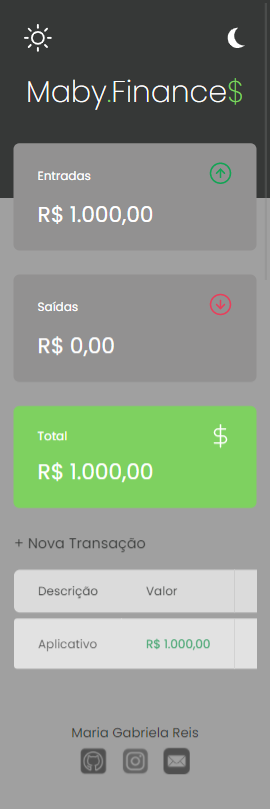 Maby.Finance$
Entradas
R$ 1.000,00
Saídas
R$ 0,00
Total
$
R$ 1.000,00
+ Nova Transação
Descrição Valor
Aplicativo R$ 1.000,00
Maria Gabriela Reis